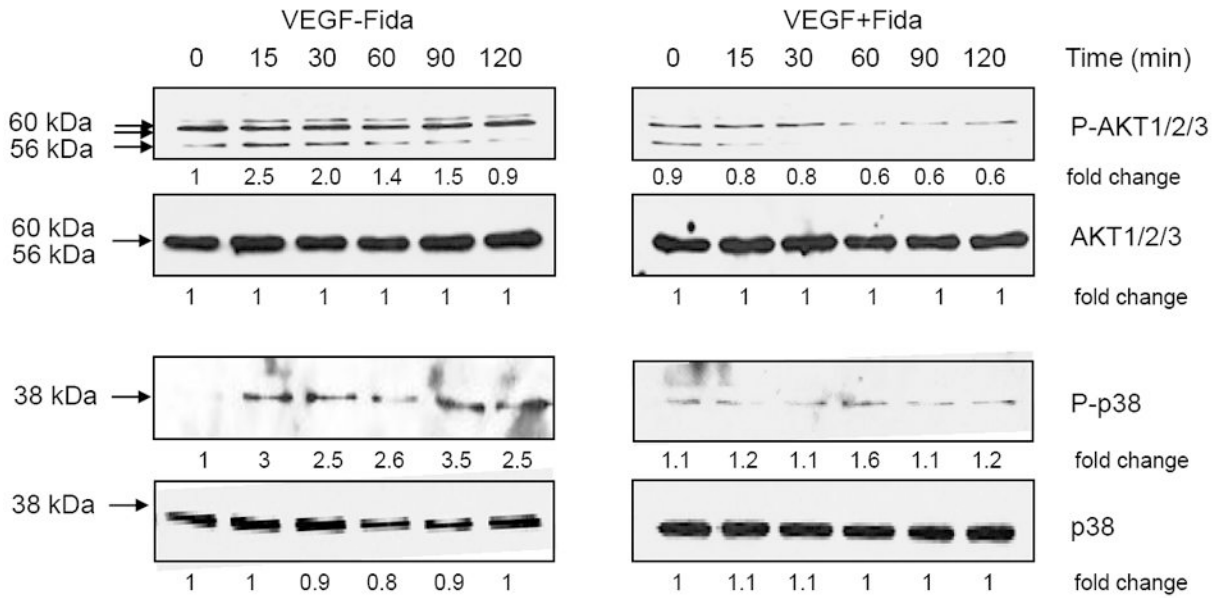 VEGF-Fida VEGF+Fida
0 15 30 60 90 120 0 15 30 60 90 120 Time (min)
60 kDa
56 kDa
P-AKT1/2/3
1 2.5 2.0 1.4 1.5 0.9 0.9 0.8 0.8 0.6 0.6 0.6 fold change
60 kDa
56 kDa
AKT1/2/3
1 1 1 1 1 1 1 1 1 1 1 1 fold change
38 kDa P-p38
1 3 2.5 2.6 3.5 2.5 1.1 1.2 1.1 1.6 1.1 1.2 fold change
38 kDa
p38
1 1 0.9 0.8 0.9 1 1 1.1 1.1 1 1 1 fold change